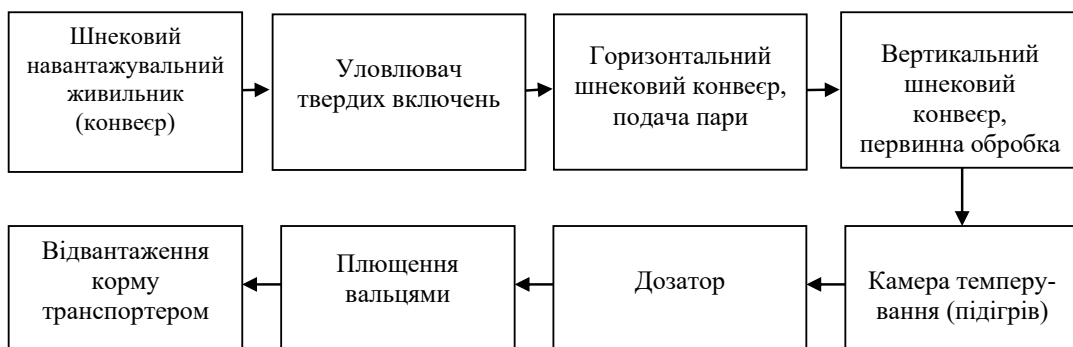 Шнековий
навантажувальний
живильник
(конвеєр)
Уловлювач
твердих включень
Горизонтальний
шнековий конвеєр,
подача пари
Вертикальний
шнековий
конвеєр,
первинна обробка
Відвантаження
корму
транспортером
Плющення
вальцями
Дозатор
Камера темперу-
вання (підігрів)